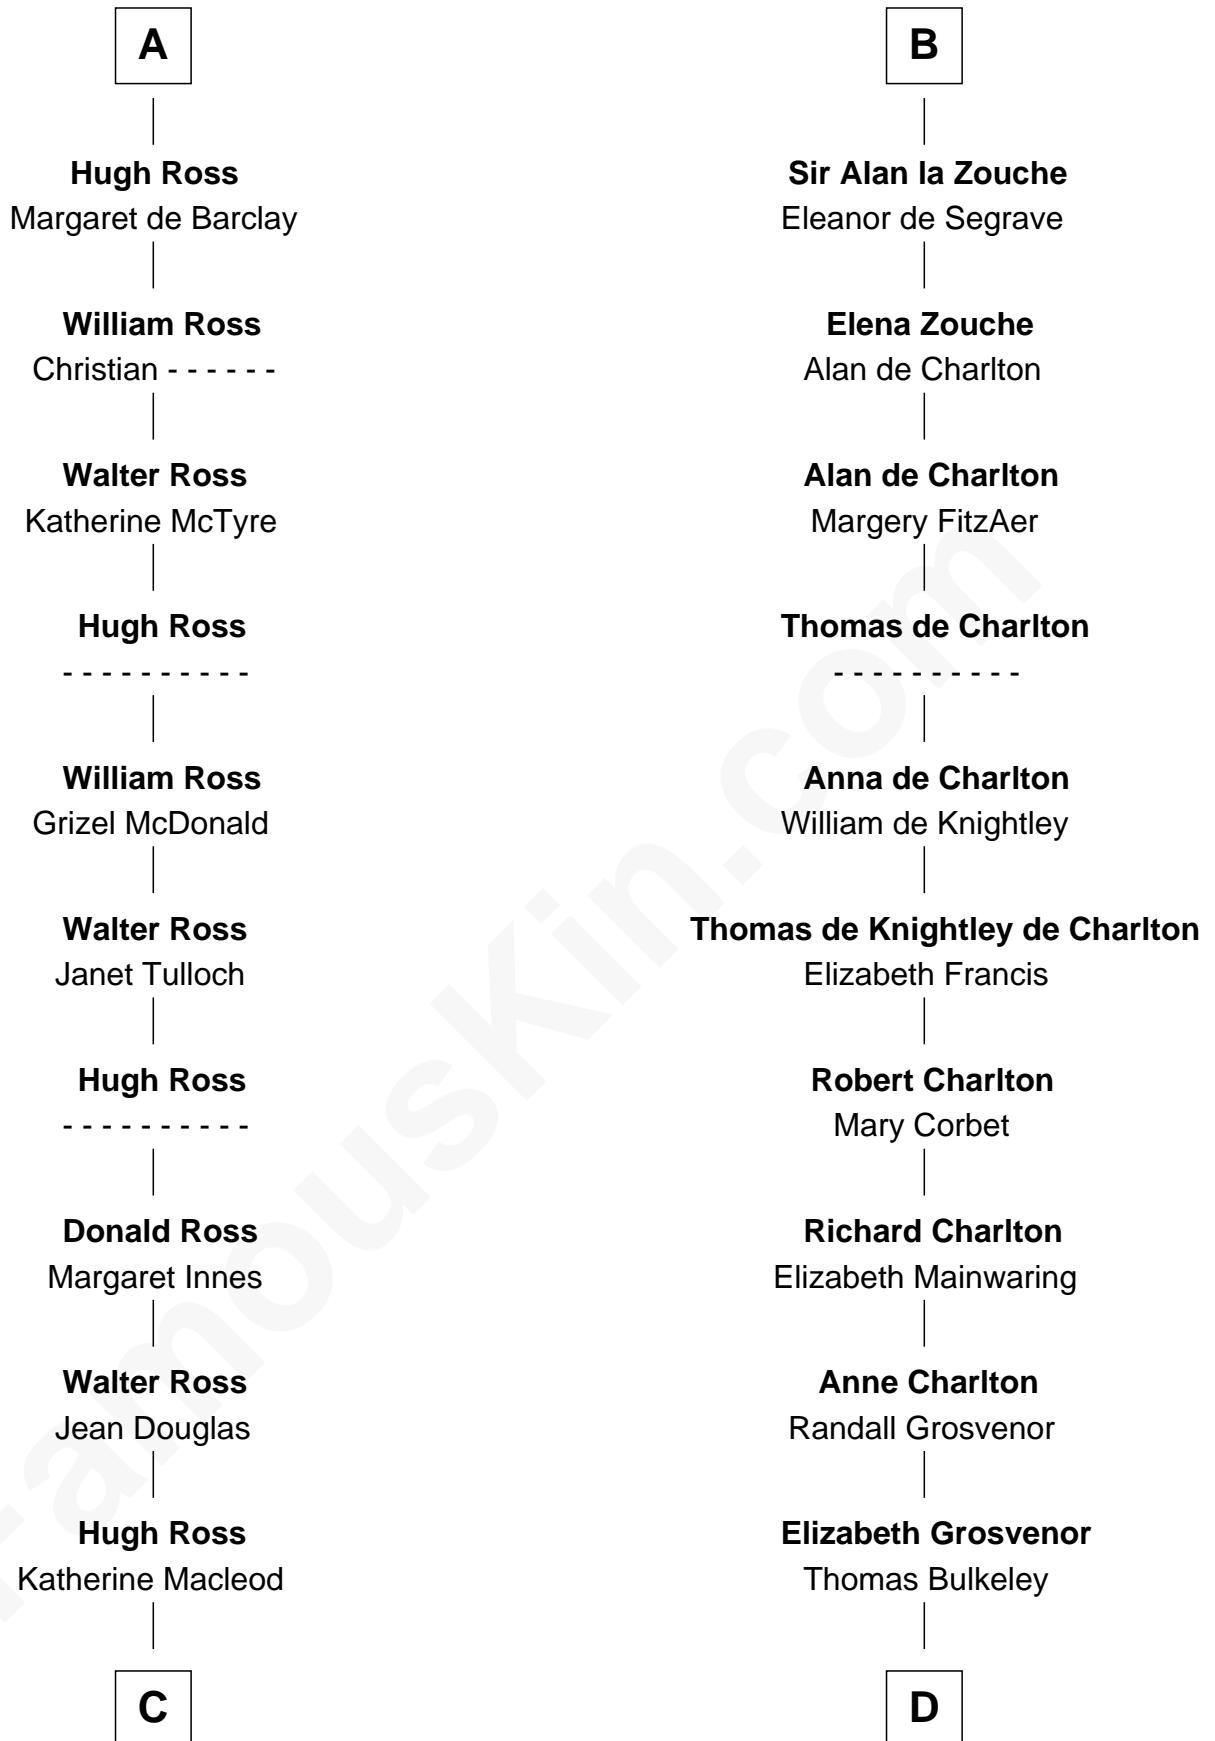 A
Hugh Ross
Margaret de Barclay
William Ross
Christian - - - - - -
Walter Ross
Katherine McTyre
Hugh Ross
- - - - - - - - - -
William Ross
Grizel McDonald
Walter Ross
Janet Tulloch
Hugh Ross
- - - - - - - - - -
Donald Ross
Margaret Innes
Walter Ross
Jean Douglas
Hugh Ross
Katherine Macleod
C
B
Sir Alan la Zouche
Eleanor de Segrave
Elena Zouche
Alan de Charlton
Alan de Charlton
Margery FitzAer
Thomas de Charlton
- - - - - - - - - -
Anna de Charlton
William de Knightley
Thomas de Knightley de Charlton
Elizabeth Francis
Robert Charlton
Mary Corbet
Richard Charlton
Elizabeth Mainwaring
Anne Charlton
Randall Grosvenor
Elizabeth Grosvenor
Thomas Bulkeley
D
FamousKin.com